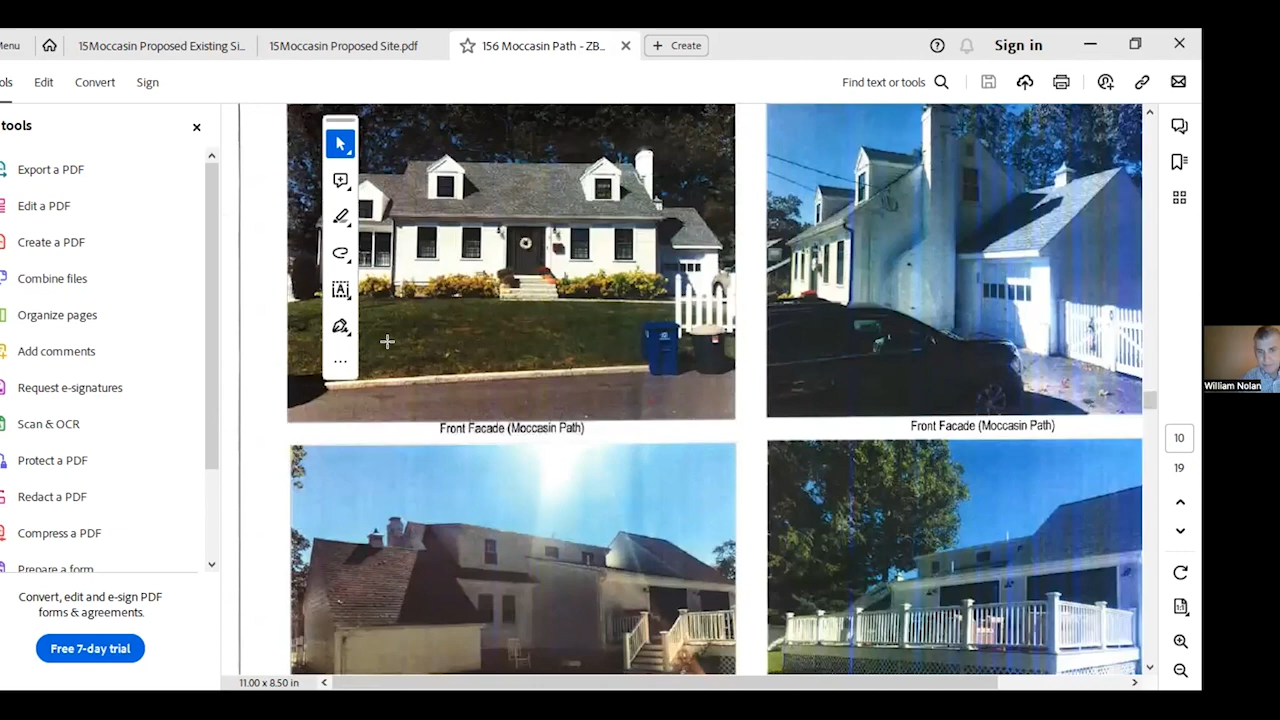 Menu
15Moccasin Proposed Existing Si...
15Moccasin Proposed Site.pdf
156 Moccasin Path - ZB...
Create
Sign in
Edit
Convert
Sign
Find text or tools
tools
Export a PDF
Edit a PDF
Create a PDF
Combine files
Organize pages
Add comments
Request e-signatures
Scan & OCR
Protect a PDF
Redact a PDF
Compress a PDF
Prepare a form
Convert, edit and e-sign PDF
forms & agreements.
Free 7-day trial
Front Facade (Moccasin Path)
Front Facade (Moccasin Path)
11.00 x 8.50 in
10
19
William Nolan